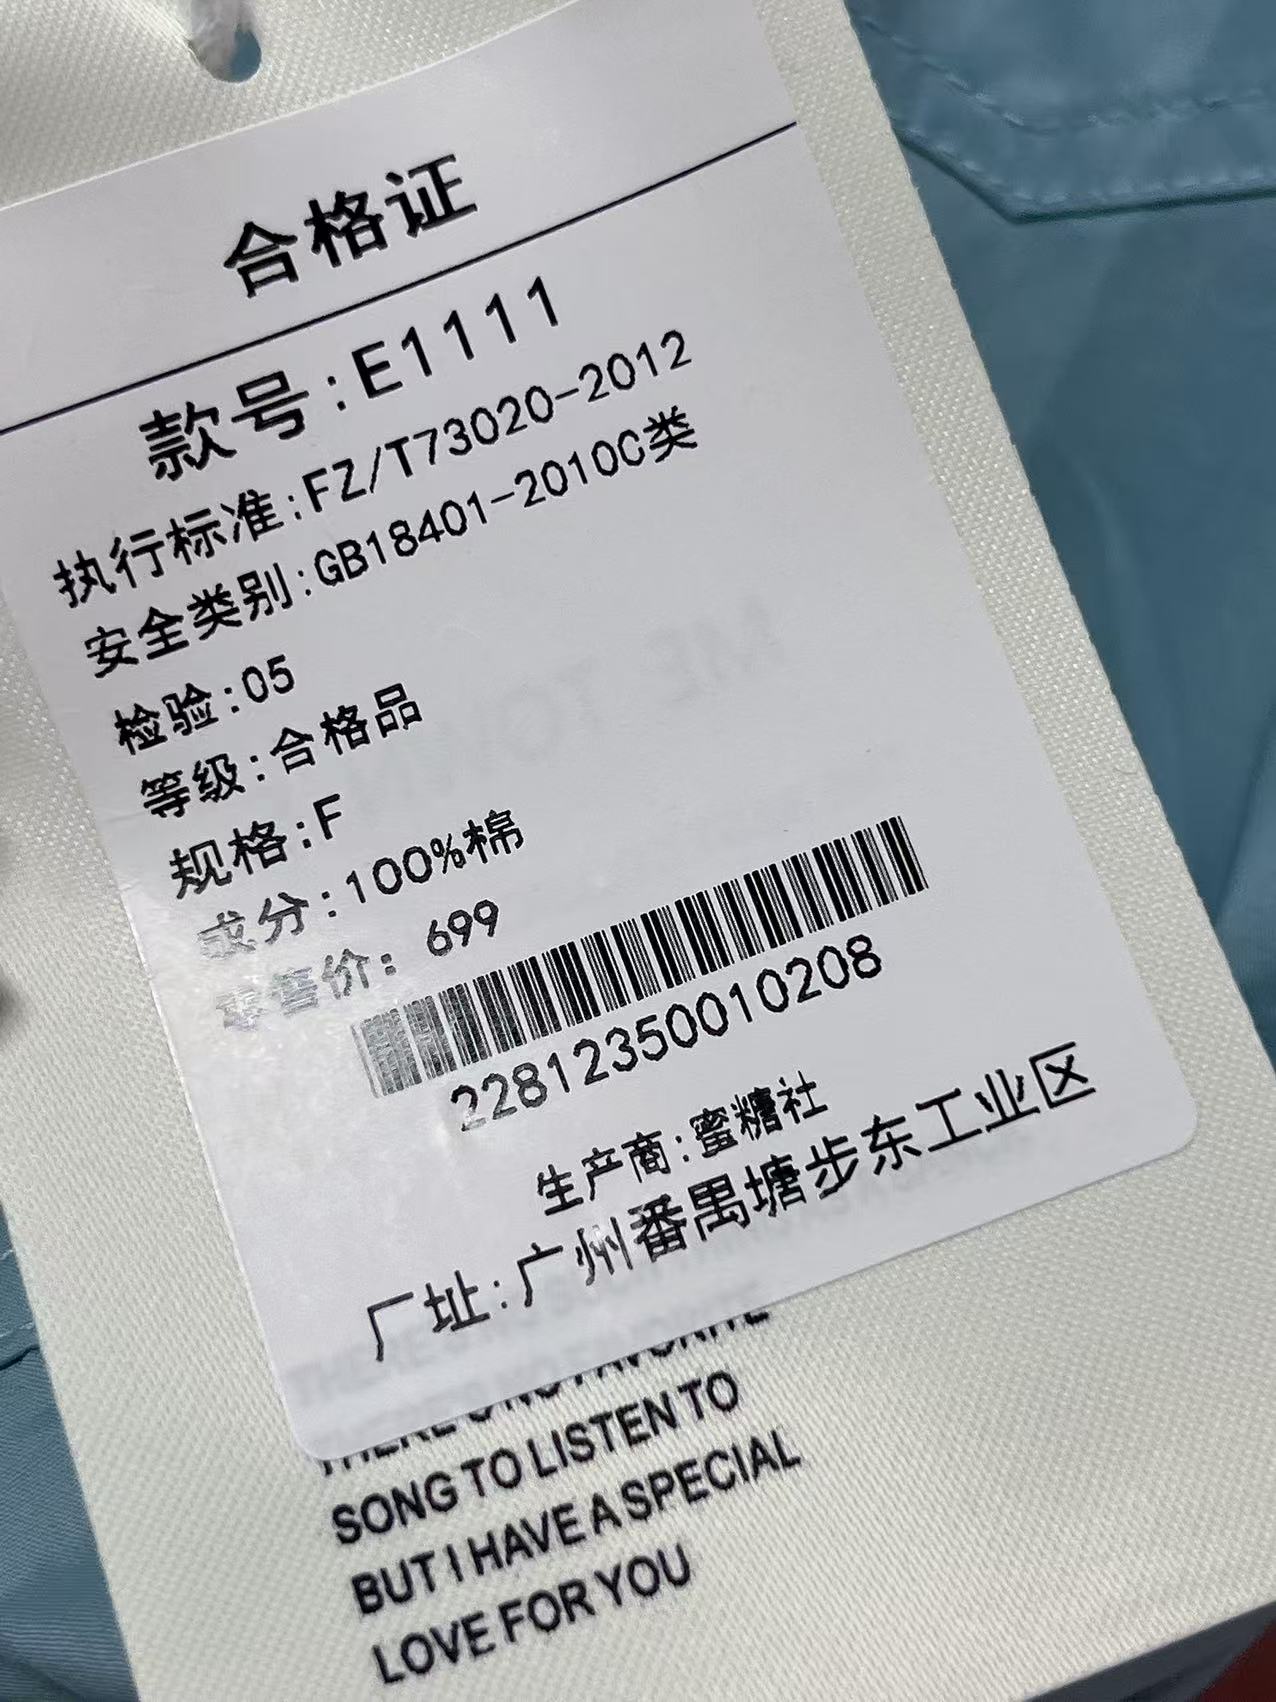 合格证
款号:E1111
执行标准:FZ/T73020-2012
安全类别:GB18401-2010C类
检验:05
等级:合格品
规格:F
成分:100%棉
零售价: 699
2281235001020​8
生产商:蜜糖社
厂址:广州番禺塘步东工业区
SONG TO LISTEN TO
BUT I HAVE A SPECIAL
LOVE FOR YOU